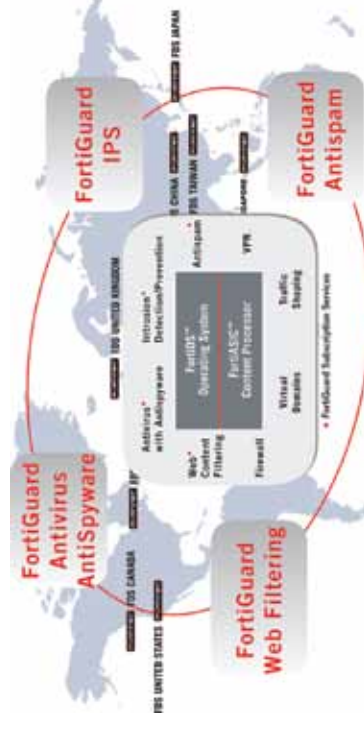 FortiGuard
Antivirus
AntiSpyware
FortiGuard
IPS
FDS CANADA
FDS UNITED STATES
FDS UNITED KINGDOM
FDS JAPAN
CHINA
FDS TAIWAN
Antivirus*
with Antispyware
Intrusion*
Detection/Prevention
Web*
Content
Filtering
FortiOS™
Operating System
Antispam*
FortiASIC™
Content Processor
Firewall
VPN
Virtual
Domains
Traffic
Shaping
* FortiGuard Subscription Services
FortiGuard
Web Filtering
FortiGuard
Antispam